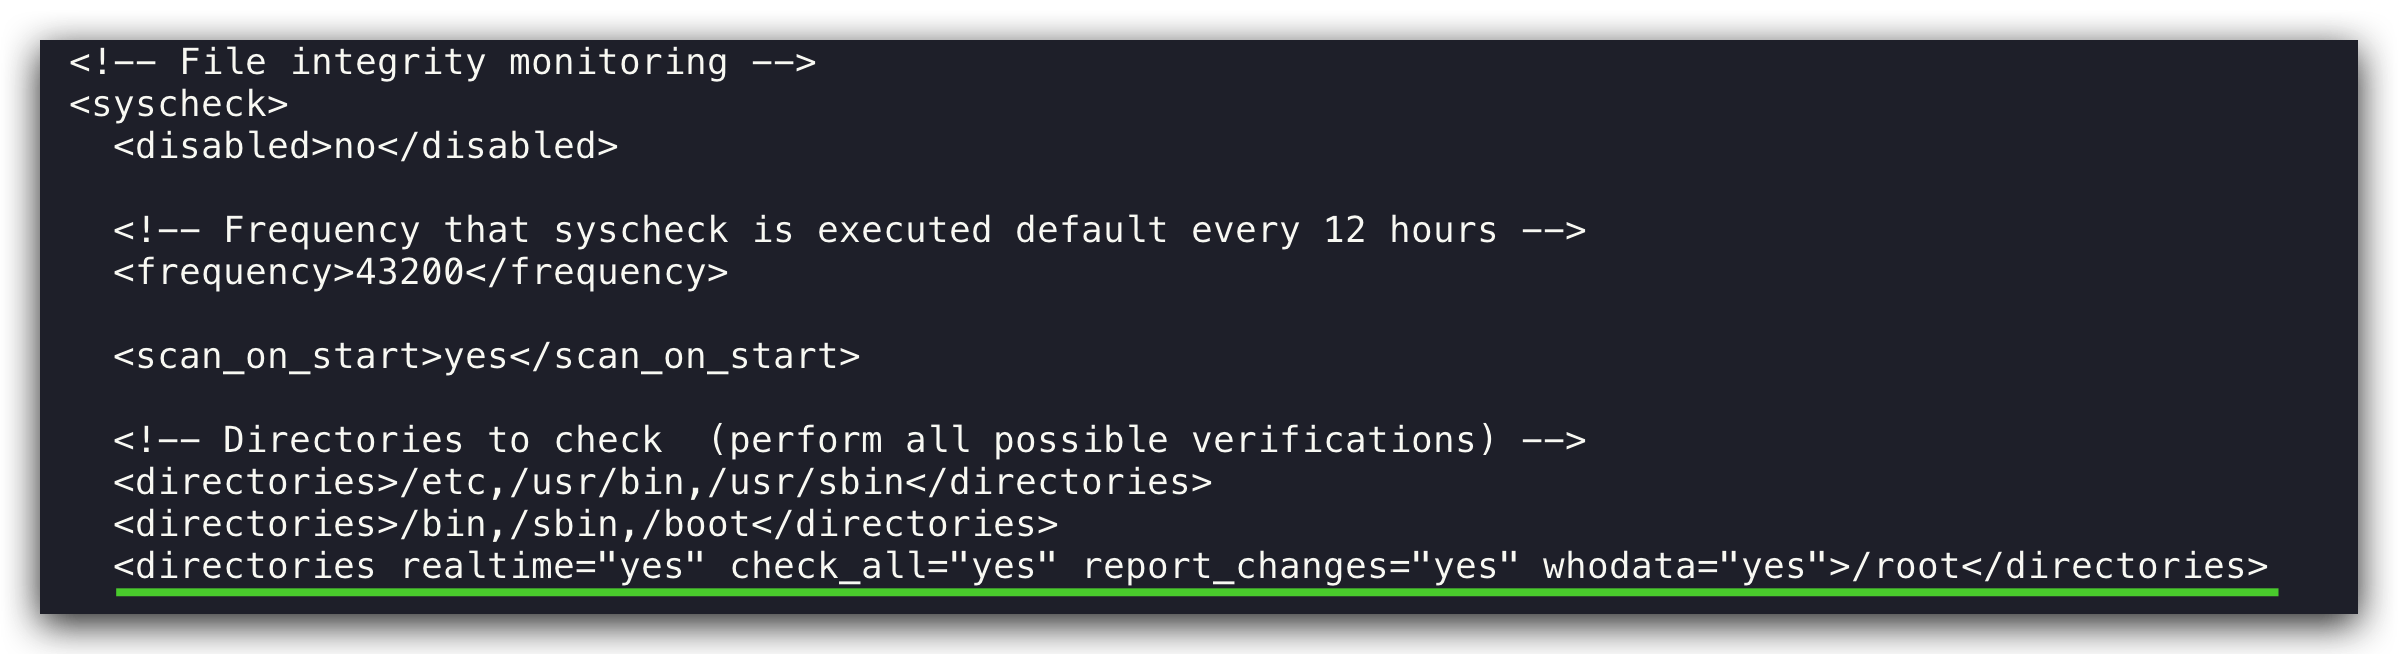 <!-- File integrity monitoring -->
<syscheck>
<disabled>no</disabled>
<!-- Frequency that syscheck is executed default every 12 hours -->
<frequency>43200</frequency>
<scan_on_start>yes</scan_on_start>
<!-- Directories to check  (perform all possible verifications) -->
<directories>/etc,/usr/bin,/usr/sbin</directories>
<directories>/bin,/sbin,/boot</directories>
<directories realtime="yes" check_all="yes" report_changes="yes" whodata="yes">/root</directories>